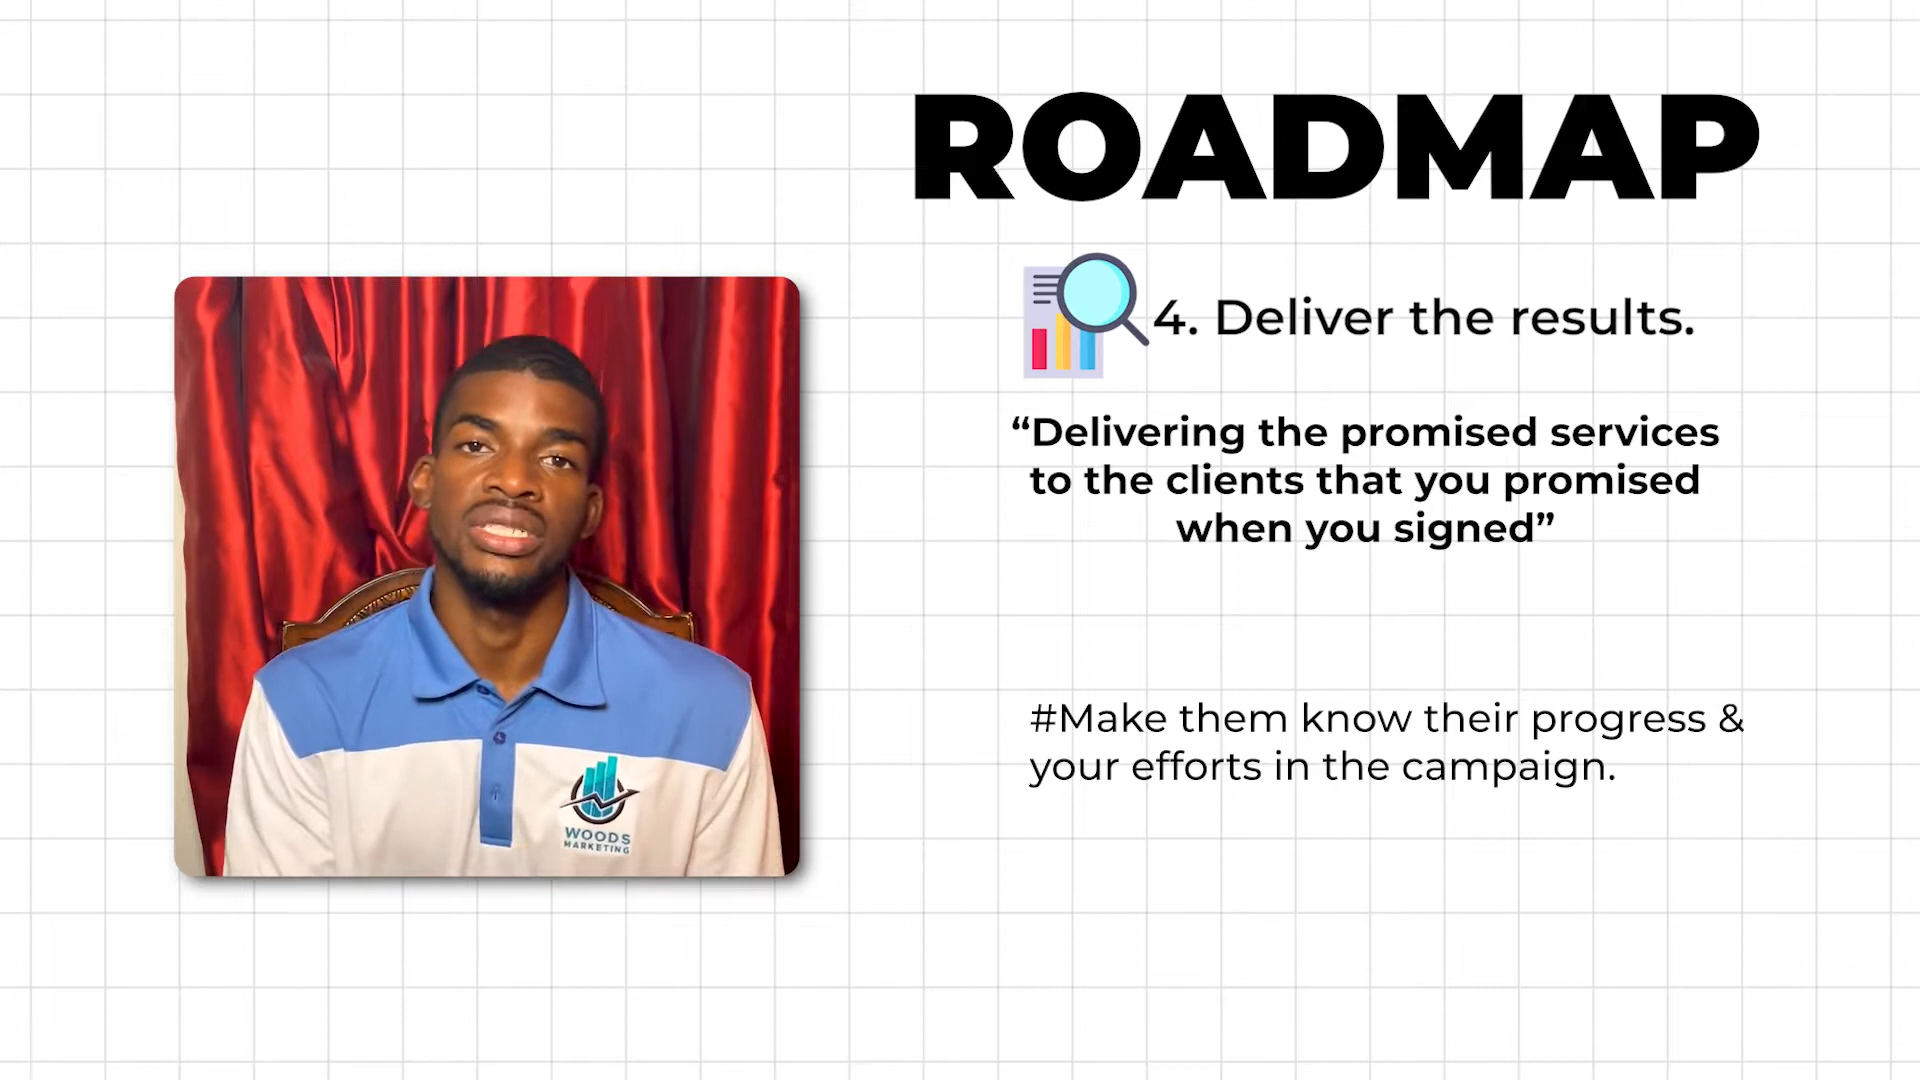 ROADMAP
4. Deliver the results.
“Delivering the promised services
to the clients that you promised
when you signed”
#Make them know their progress &
your efforts in the campaign.
WOODS
MARKETING